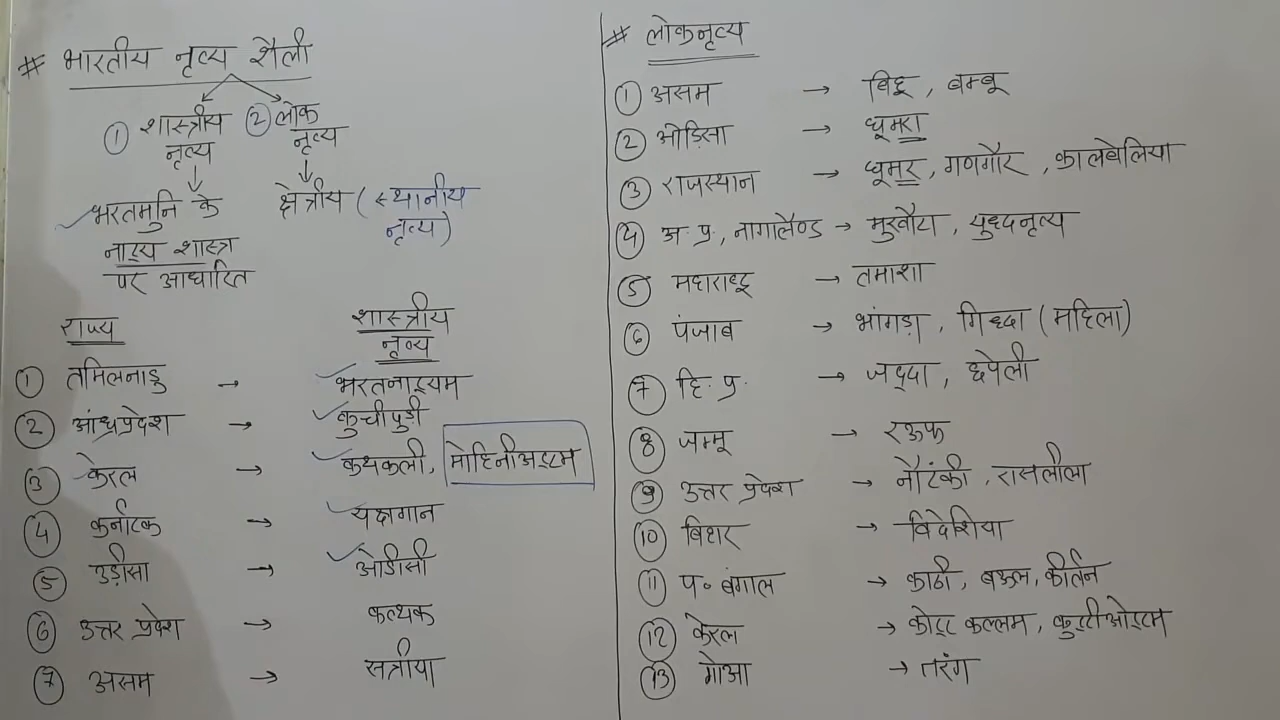 # भारतीय नृत्य शैली
① शास्त्रीय नृत्य
② लोक नृत्य
भरतमुनि के
नाट्य शास्त्र
पर आधारित
क्षेत्रीय (स्थानीय
नृत्य)
राज्य शास्त्रीय नृत्य
① तमिलनाडु → भरतनाट्यम
② आंध्रप्रदेश → कुचीपुड़ी
③ केरल → कथकली, मोहिनीअट्टम
④ कर्नाटक → यक्षगान
⑤ उड़ीसा → ओडीसी
⑥ उत्तर प्रदेश → कत्थक
⑦ असम → सत्रीया
# लोकनृत्य
① असम → बिहू, बम्बू
② ओडिसा → घूमरा
③ राजस्थान → घूमर, गणगौर, कालबेलिया
④ अ. प्र., नागालैण्ड → मुखौटा, युध्दनृत्य
⑤ महाराष्ट्र → तमाशा
⑥ पंजाब → भांगड़ा, गिध्दा (महिला)
⑦ हि. प्र. → जद्दा, छपेली
⑧ जम्मू → रऊफ
⑨ उत्तर प्रदेश → नौटंकी, रासलीला
⑩ बिहार → विदेशिया
⑪ प॰ बंगाल → काठी, बऊल, कीर्तन
⑫ केरल → कोट्ट कल्लम, कुट्टीओट्टम
⑬ गोआ → तरंग